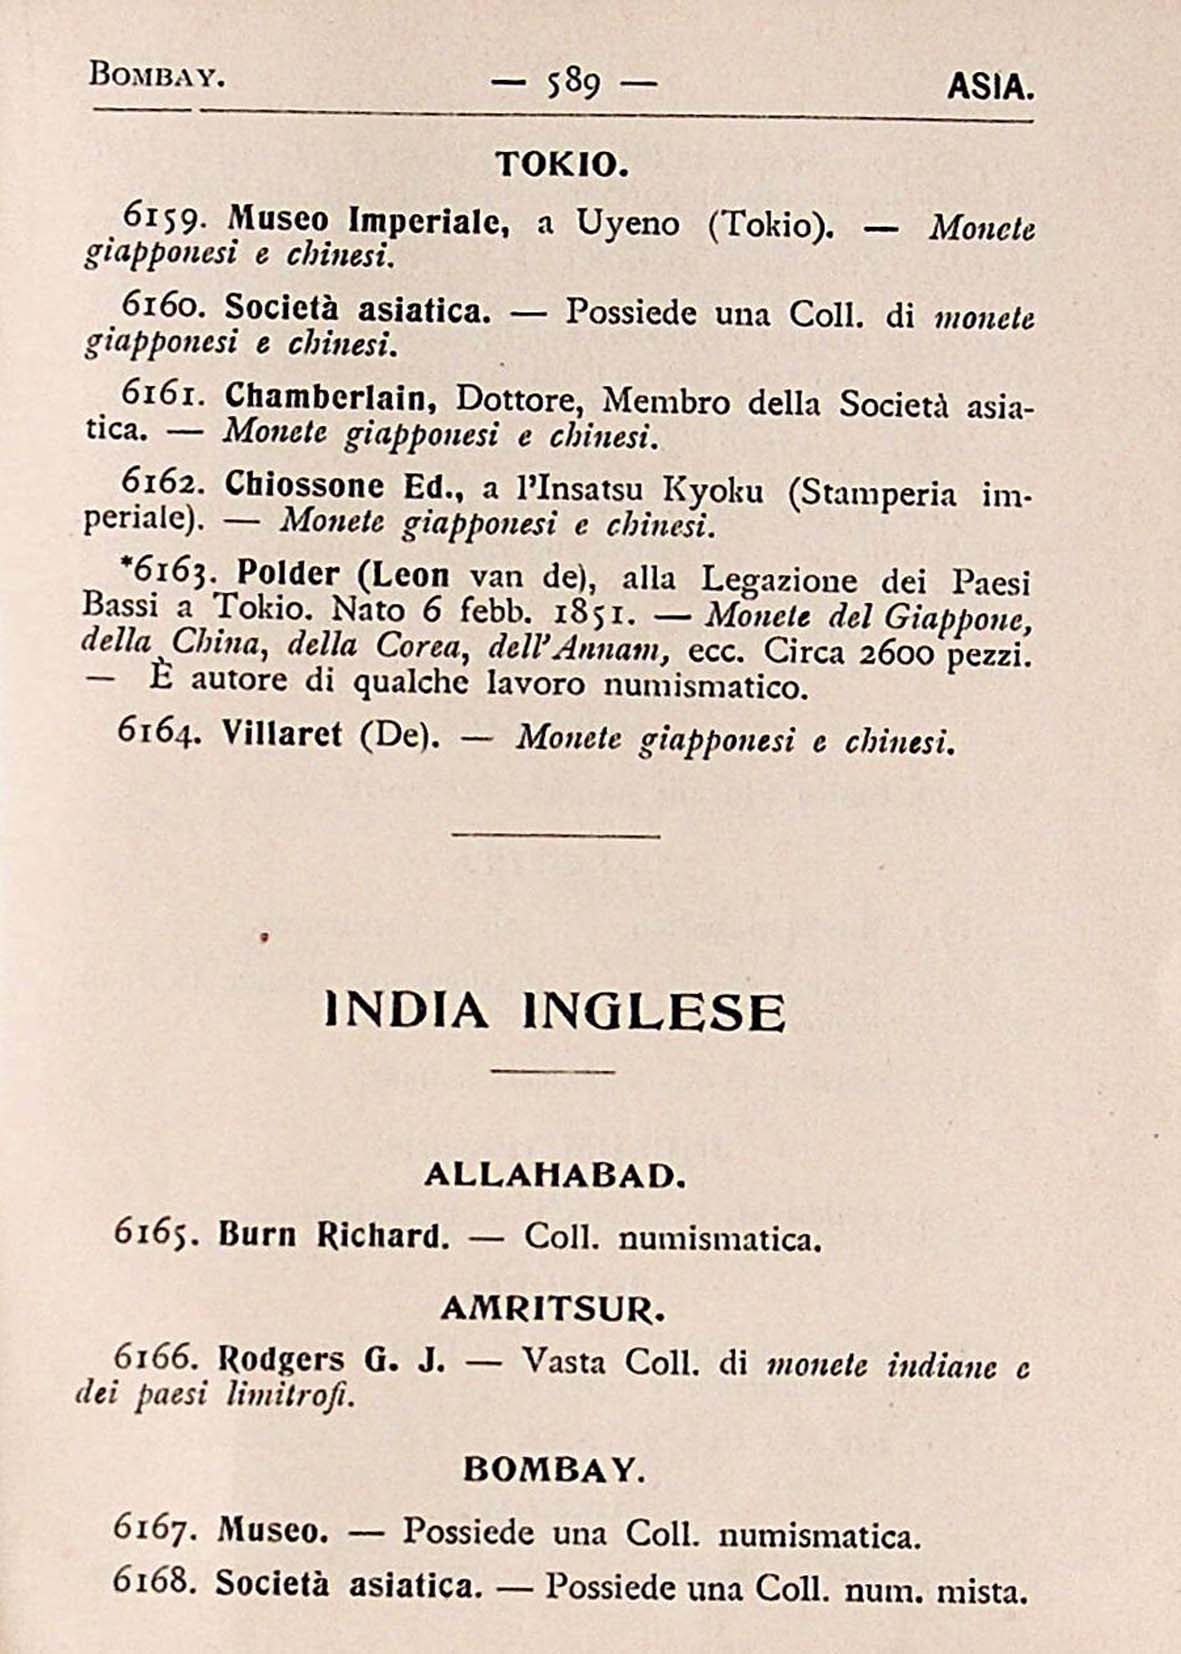 BOMBAY. — 589 — ASIA.
TOKIO.
6159. Museo Imperiale, a Uyeno (Tokio). — Monete
giapponesi e chinesi.
6160. Società asiatica. — Possiede una Coll. di monete
giapponesi e chinesi.
6161. Chamberlain, Dottore, Membro della Società asia-
tica. — Monete giapponesi e chinesi.
6162. Chiossone Ed., a l'Insatsu Kyoku (Stamperia im-
periale). — Monete giapponesi e chinesi.
*6163. Polder (Leon van de), alla Legazione dei Paesi
Bassi a Tokio. Nato 6 febb. 1851. — Monete del Giappone,
della China, della Corea, dell'Annam, ecc. Circa 2600 pezzi.
— È autore di qualche lavoro numismatico.
6164. Villaret (De). — Monete giapponesi e chinesi.
INDIA INGLESE
ALLAHABAD.
6165. Burn Richard. — Coll. numismatica.
AMRITSUR.
6166. Rodgers G. J. — Vasta Coll. di monete indiane e
dei paesi limitrofi.
BOMBAY.
6167. Museo. — Possiede una Coll. numismatica.
6168. Società asiatica. — Possiede una Coll. num. mista.